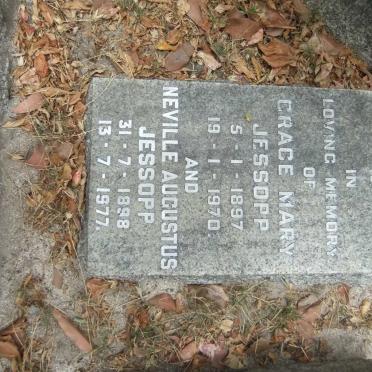 IN
LOVING MEMORY
OF
GRACE MARY
JESSOPP
5-1-1897
19-1-1970
AND
NEVILLE AUGUSTUS
JESSOPP
31-7-1898
13-7-1977.